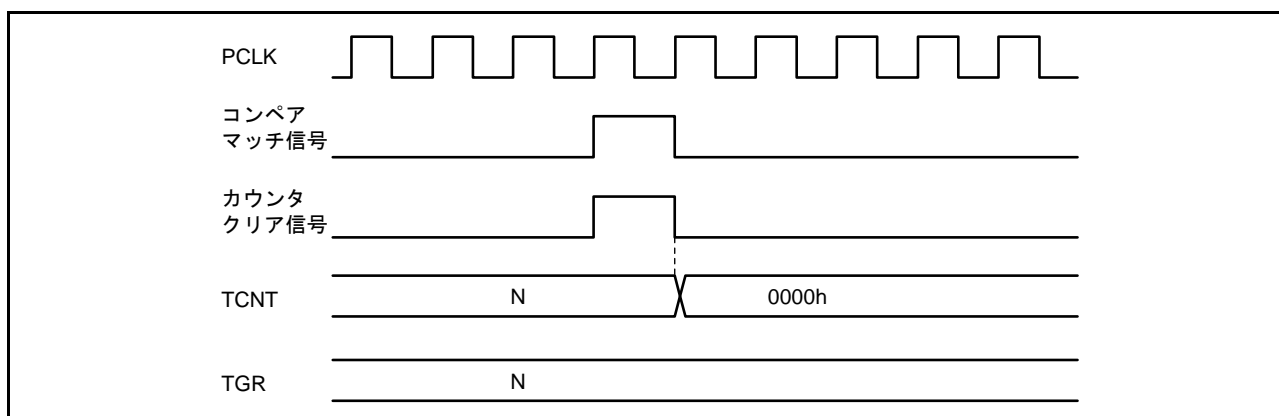 PCLK
コンペア
マッチ信号
カウンタ
クリア信号
TCNT N 0000h
TGR N